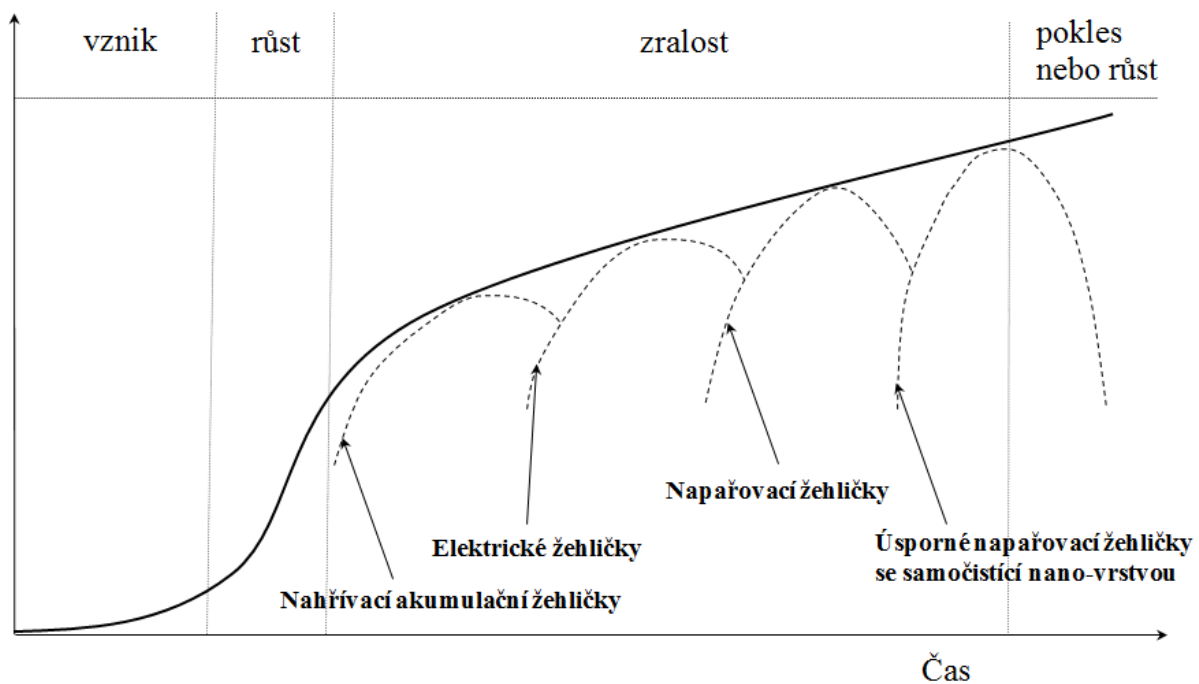 vznik
růst
zralost
pokles
nebo růst
Napařovací žehličky
Elektrické žehličky
Úsporné napařovací žehličky
se samočistící nano-vrstvou
Nahřívací akumulační žehličky
Čas